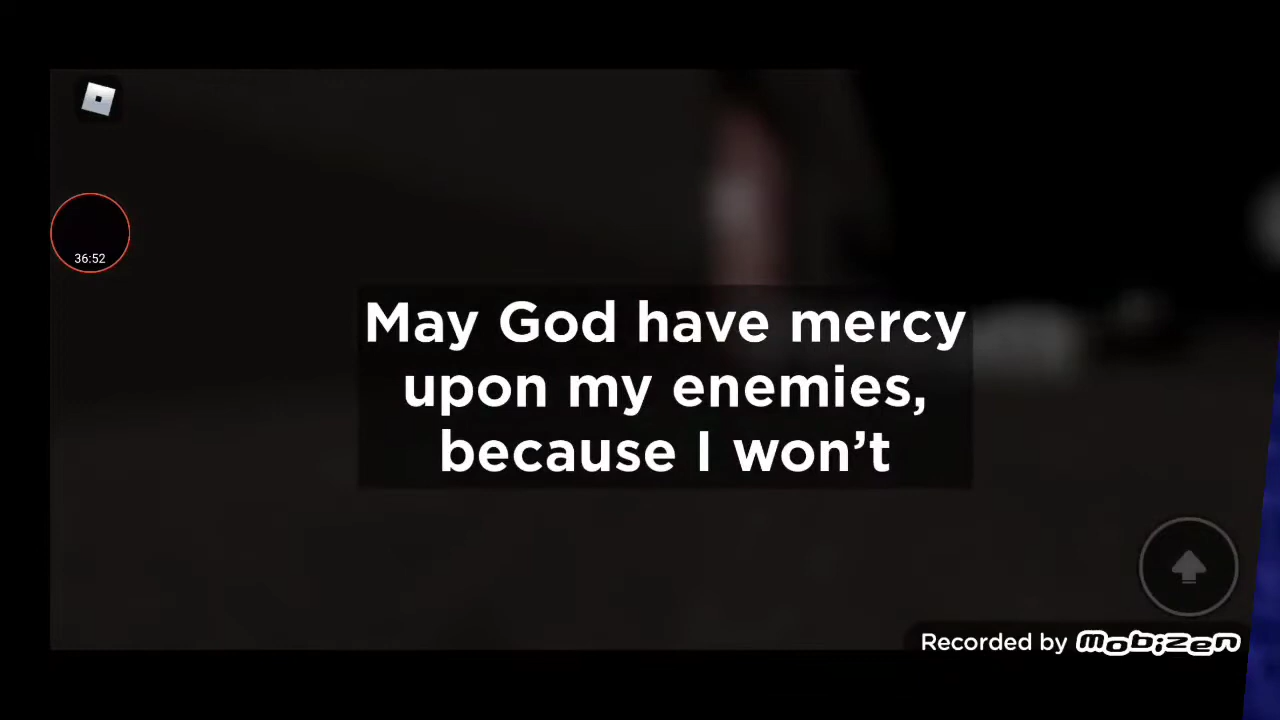 36:52
May God have mercy
upon my enemies,
because I won’t
Recorded by mobizen